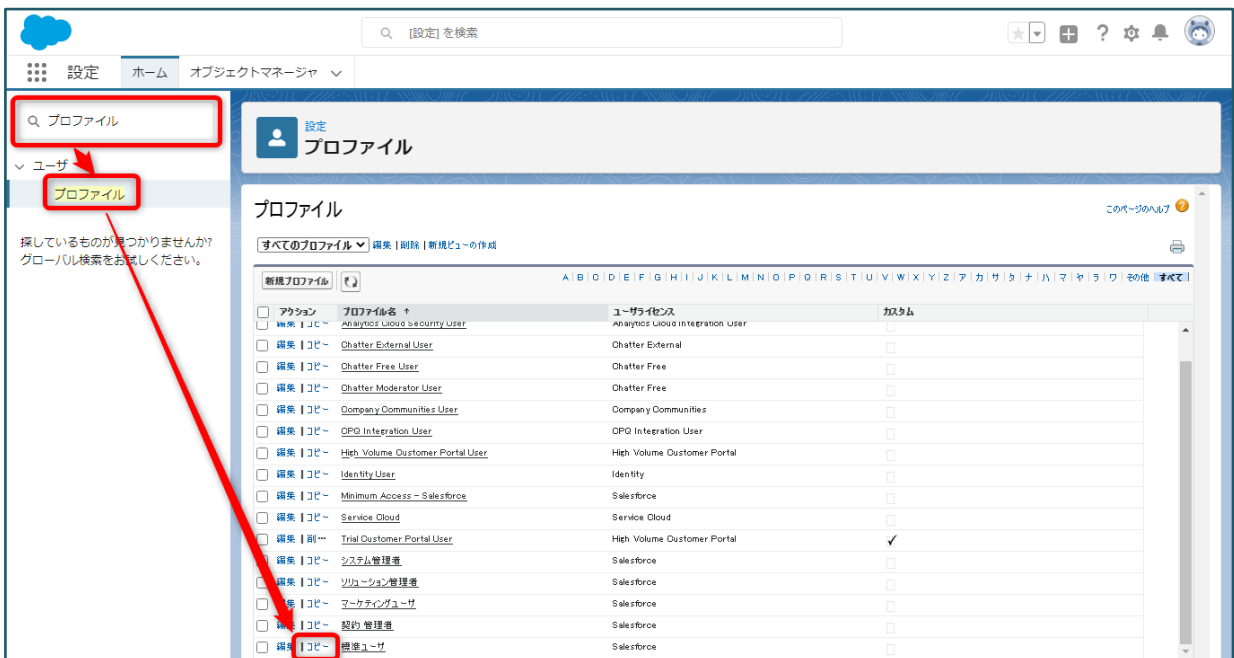 [設定] を検索
設定 ホーム オブジェクトマネージャ
プロファイル
ユーザ
プロファイル
探しているものが見つかりませんか?
グローバル検索をお試しください。
設定
プロファイル
プロファイル
このページのヘルプ
すべてのプロファイル 編集 | 削除 | 新規ビューの作成
新規プロファイル
A | B | C | D | E | F | G | H | I | J | K | L | M | N | O | P | Q | R | S | T | U | V | W | X | Y | Z | ア | カ | サ | タ | ナ | ハ | マ | ヤ | ラ | ワ | その他 | すべて
アクション プロファイル名 ↑ ユーザライセンス カスタム
編集 | コピー Analytics Cloud Security User Analytics Cloud Integration User
編集 | コピー Chatter External User Chatter External
編集 | コピー Chatter Free User Chatter Free
編集 | コピー Chatter Moderator User Chatter Free
編集 | コピー Company Communities User Company Communities
編集 | コピー CPQ Integration User CPQ Integration User
編集 | コピー High Volume Customer Portal User High Volume Customer Portal
編集 | コピー Identity User Identity
編集 | コピー Minimum Access - Salesforce Salesforce
編集 | コピー Service Cloud Service Cloud
編集 | 削... Trial Customer Portal User High Volume Customer Portal ✓
編集 | コピー システム管理者 Salesforce
編集 | コピー ソリューション管理者 Salesforce
編集 | コピー マーケティングユーザ Salesforce
編集 | コピー 契約 管理者 Salesforce
編集 | コピー 標準ユーザ Salesforce